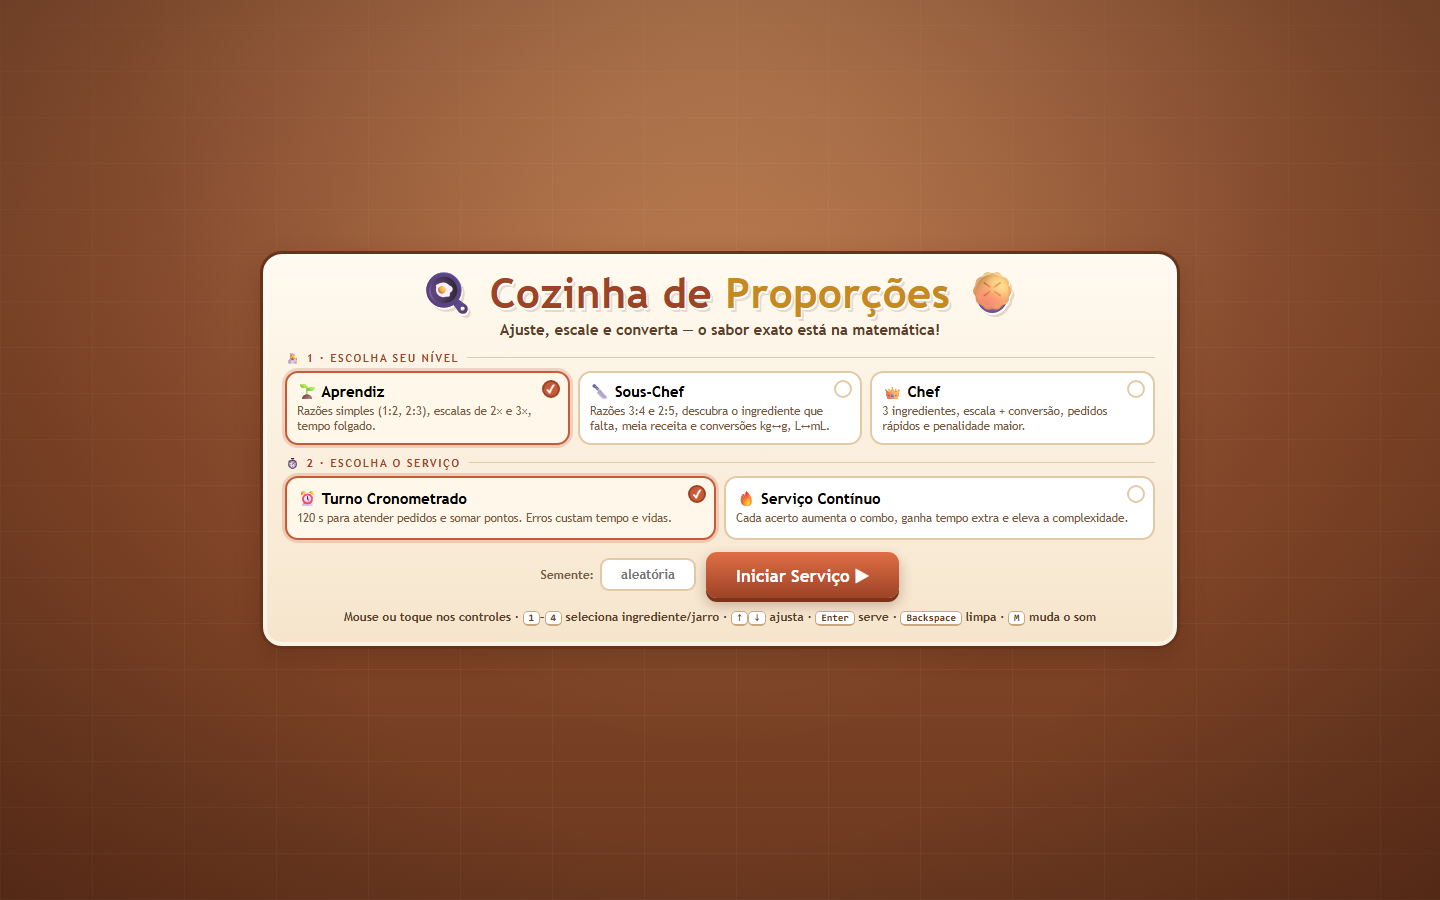 Cozinha de Proporções
Ajuste, escale e converta — o sabor exato está na matemática!
1 · ESCOLHA SEU NÍVEL
Aprendiz
Razões simples (1:2, 2:3), escalas de 2× e 3×,
tempo folgado.
Sous-Chef
Razões 3:4 e 2:5, descubra o ingrediente que
falta, meia receita e conversões kg↔g, L↔mL.
Chef
3 ingredientes, escala + conversão, pedidos
rápidos e penalidade maior.
2 · ESCOLHA O SERVIÇO
Turno Cronometrado
120 s para atender pedidos e somar pontos. Erros custam tempo e vidas.
Serviço Contínuo
Cada acerto aumenta o combo, ganha tempo extra e eleva a complexidade.
Semente: aleatória Iniciar Serviço ▶
Mouse ou toque nos controles · 1-4 seleciona ingrediente/jarro · ↑ ↓ ajusta · Enter serve · Backspace limpa · M muda o som